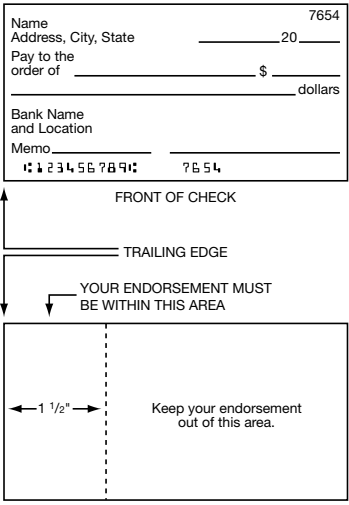 7654
Name
Address, City, State 20
Pay to the
order of $
dollars
Bank Name
and Location
Memo
⑆123456789⑆ 7654
FRONT OF CHECK
TRAILING EDGE
YOUR ENDORSEMENT MUST
BE WITHIN THIS AREA
1 1/2"
Keep your endorsement
out of this area.